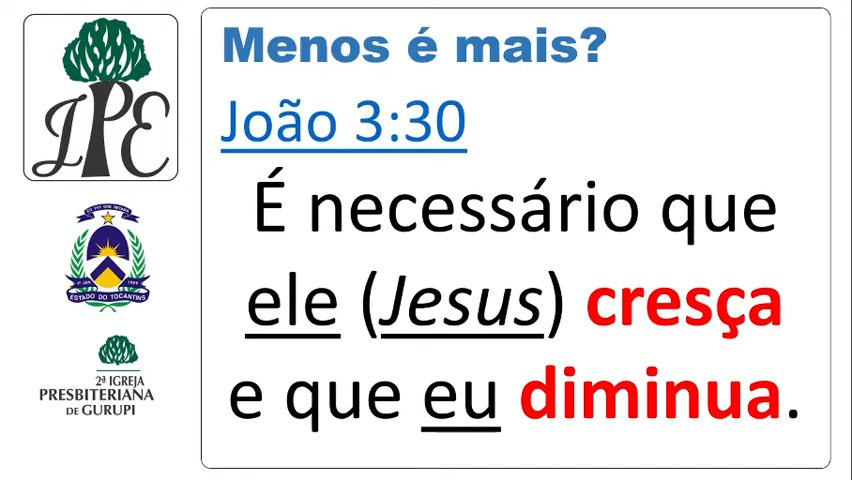 Menos é mais?
João 3:30
É necessário que
ele (Jesus) cresça
e que eu diminua.
IPE
ESTADO DO TOCANTINS
2ª IGREJA
PRESBITERIANA
DE GURUPI